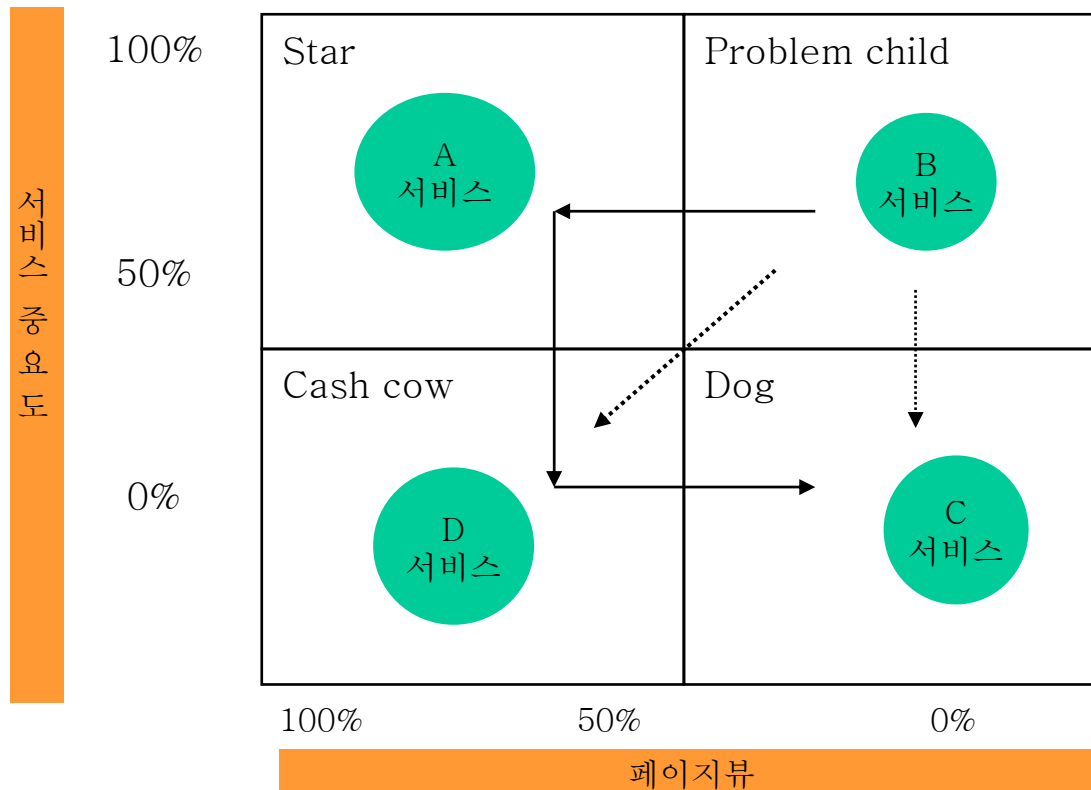 서비스 중요도
100%
50%
0%
Star
Problem child
A
서비스
B
서비스
Cash cow
Dog
D
서비스
C
서비스
100%
50%
0%
페이지뷰